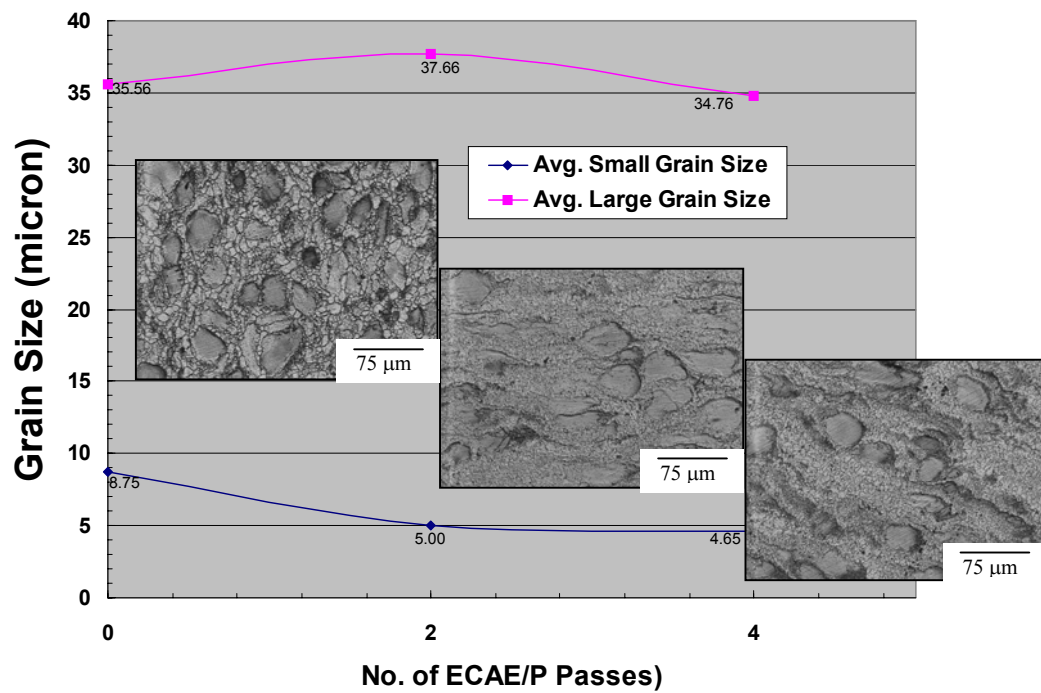 40
35
30
25
20
15
10
5
0
Grain Size (micron)
35.56
37.66
34.76
Avg. Small Grain Size
Avg. Large Grain Size
75 μm
75 μm
75 μm
8.75
5.00
4.65
0
2
4
No. of ECAE/P Passes)